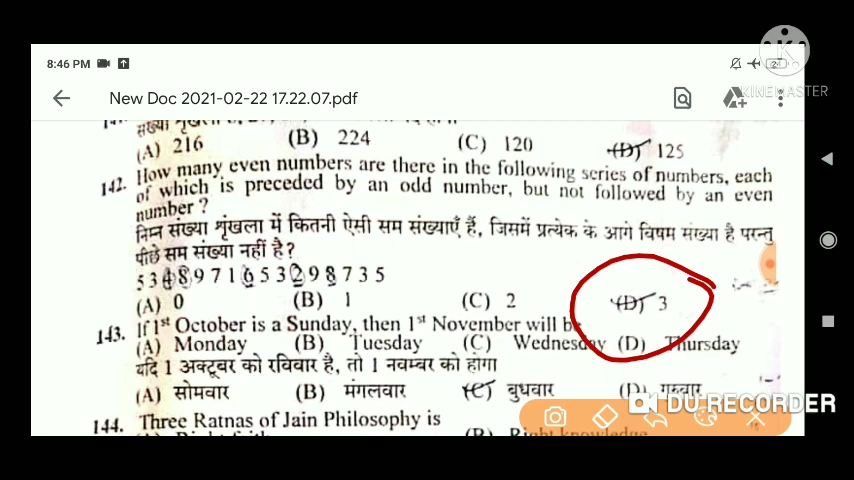 8:46 PM
24
KINEMASTER
New Doc 2021-02-22 17.22.07.pdf
(A) 216 (B) 224 (C) 120 (D) 125
142. How many even numbers are there in the following series of numbers, each
of which is preceded by an odd number, but not followed by an even
number ?
निम्न संख्या शृंखला में कितनी ऐसी सम संख्याएँ हैं, जिसमें प्रत्येक के आगे विषम संख्या है परन्तु
पीछे सम संख्या नहीं है?
5 3 4 8 9 7 1 6 5 3 2 9 8 7 3 5
(A) 0 (B) 1 (C) 2 (D) 3
143. If 1st October is a Sunday, then 1st November will be
(A) Monday (B) Tuesday (C) Wednesday (D) Thursday
यदि 1 अक्टूबर को रविवार है, तो 1 नवम्बर को होगा
(A) सोमवार (B) मंगलवार (C) बुधवार (D) गुरुवार
DU RECORDER
144. Three Ratnas of Jain Philosophy is
(B) Right knowledge